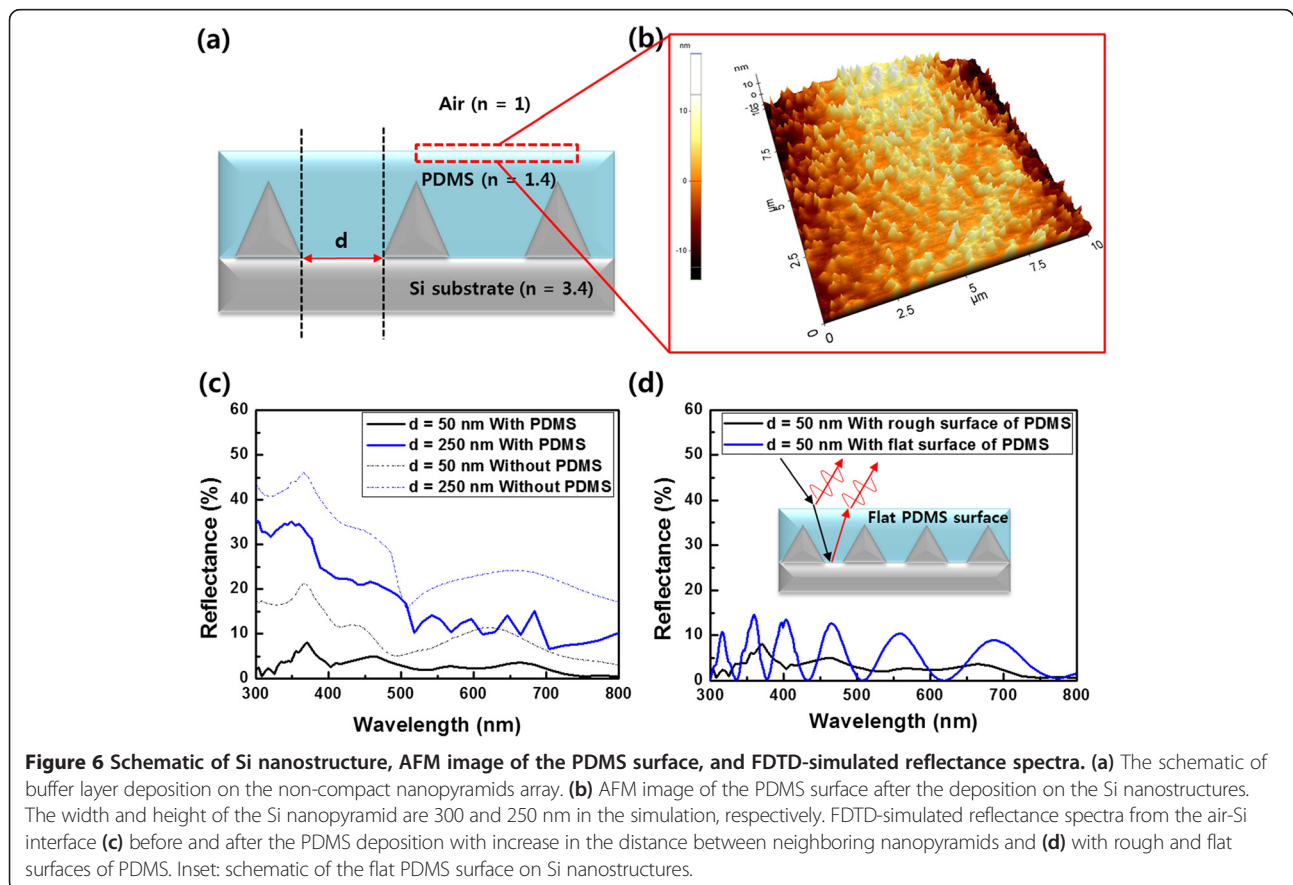 (a)
Air (n = 1)
PDMS (n = 1.4)
d
Si substrate (n = 3.4)
(b)
nm
10
0
-10
nm
10
0
-10
10
7.5
5
μm
2.5
0
0
2.5
5
μm
7.5
10
(c)
60
50
40
30
20
10
0
Reflectance (%)
d = 50 nm With PDMS
d = 250 nm With PDMS
d = 50 nm Without PDMS
d = 250 nm Without PDMS
300 400 500 600 700 800
Wavelength (nm)
(d)
60
50
40
30
20
10
0
Reflectance (%)
d = 50 nm With rough surface of PDMS
d = 50 nm With flat surface of PDMS
Flat PDMS surface
300 400 500 600 700 800
Wavelength (nm)
Figure 6 Schematic of Si nanostructure, AFM image of the PDMS surface, and FDTD-simulated reflectance spectra. (a) The schematic of
buffer layer deposition on the non-compact nanopyramids array. (b) AFM image of the PDMS surface after the deposition on the Si nanostructures.
The width and height of the Si nanopyramid are 300 and 250 nm in the simulation, respectively. FDTD-simulated reflectance spectra from the air-Si
interface (c) before and after the PDMS deposition with increase in the distance between neighboring nanopyramids and (d) with rough and flat
surfaces of PDMS. Inset: schematic of the flat PDMS surface on Si nanostructures.